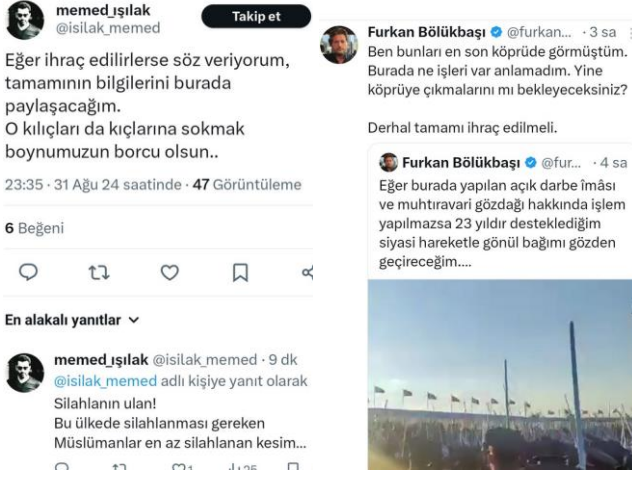 memed_ışılak
@isilak_memed
Takip et
Eğer ihraç edilirlerse söz veriyorum,
tamamının bilgilerini burada
paylaşacağım.
O kılıçları da kıçlarına sokmak
boynumuzun borcu olsun..
23:35 · 31 Ağu 24 saatinde · 47 Görüntüleme
6 Beğeni
En alakalı yanıtlar
memed_ışılak @isilak_memed · 9 dk
@isilak_memed adlı kişiye yanıt olarak
Silahlanın ulan!
Bu ülkede silahlanması gereken
Müslümanlar en az silahlanan kesim...
Furkan Bölükbaşı @furkan... · 3 sa
Ben bunları en son köprüde görmüştüm.
Burada ne işleri var anlamadım. Yine
köprüye çıkmalarını mı bekleyeceksiniz?
Derhal tamamı ihraç edilmeli.
Furkan Bölükbaşı @fur... · 4 sa
Eğer burada yapılan açık darbe îmâsı
ve muhtıravari gözdağı hakkında işlem
yapılmazsa 23 yıldır desteklediğim
siyasi hareketle gönül bağımı gözden
geçireceğim....